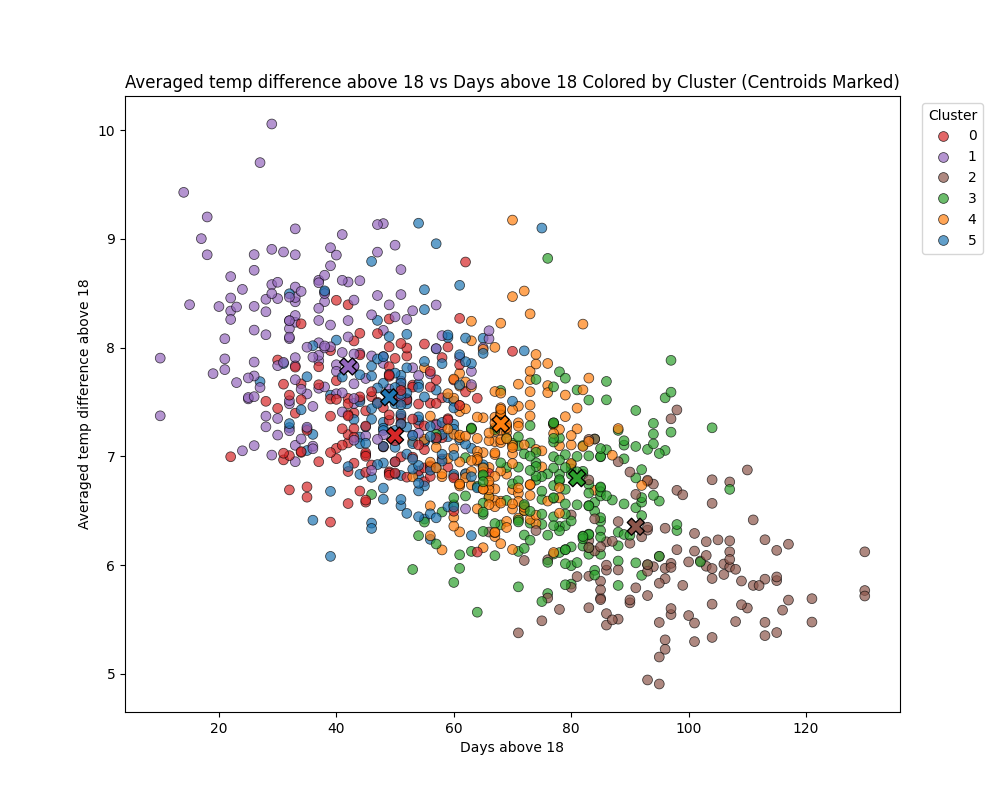 Averaged temp difference above 18 vs Days above 18 Colored by Cluster (Centroids Marked)
Cluster
0
1
2
3
4
5
Averaged temp difference above 18
10
9
8
7
6
5
20 40 60 80 100 120
Days above 18